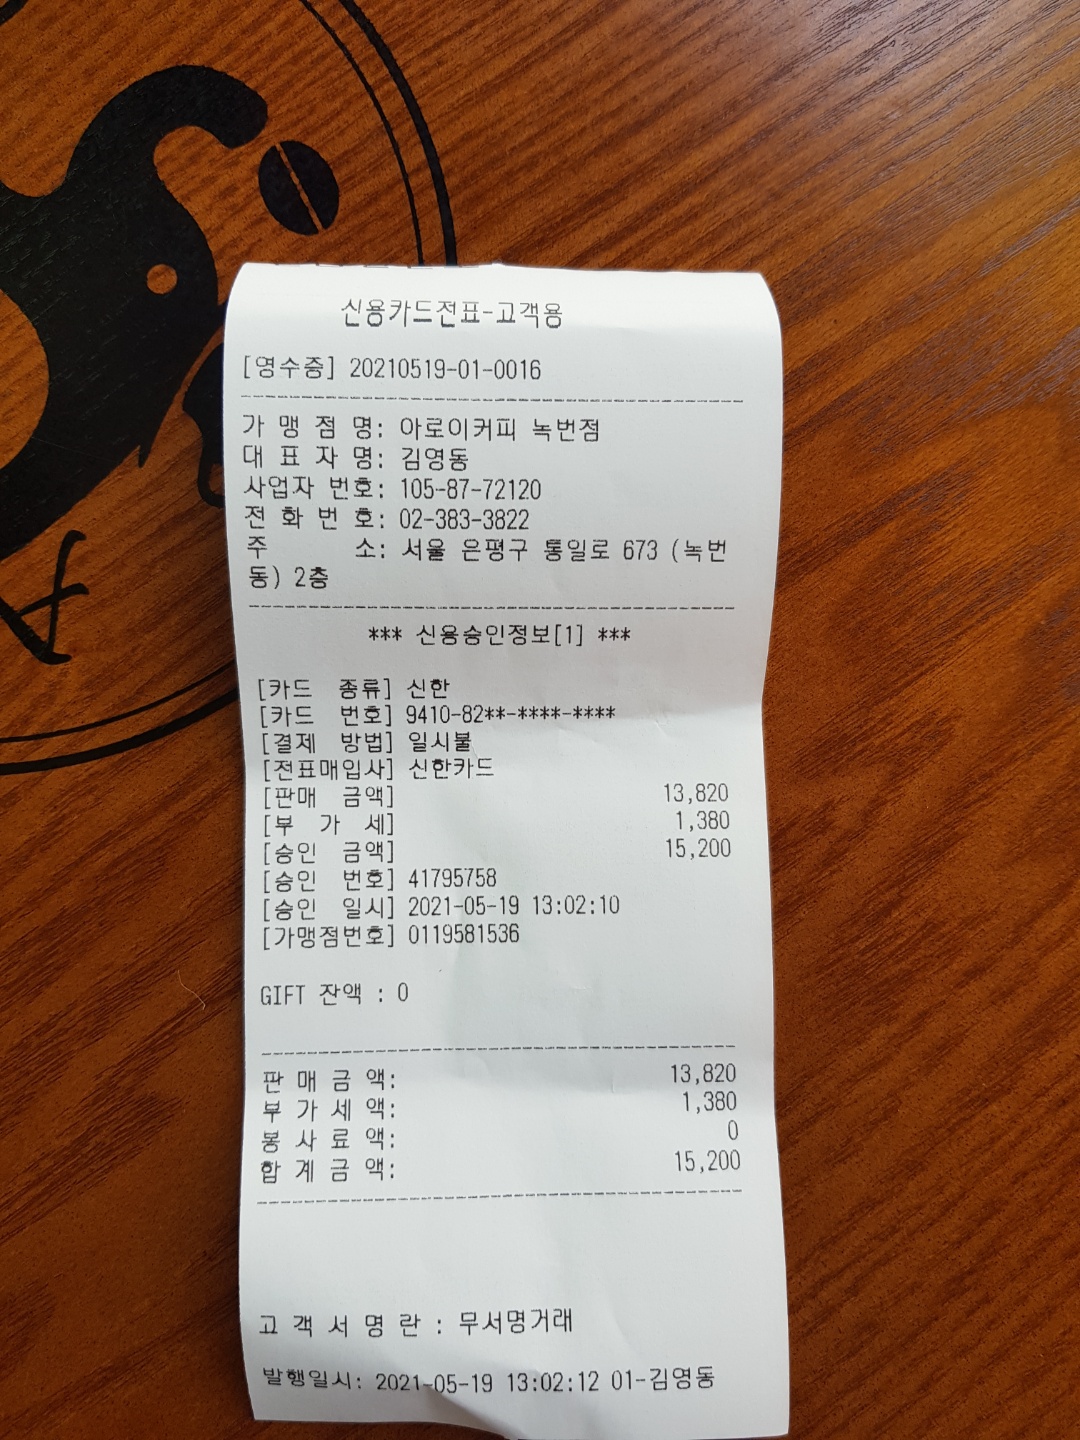 신용카드전표-고객용
[영수증] 20210519-01-0016
가 맹 점 명: 아로이커피 녹번점
대 표 자 명: 김영동
사업자 번호: 105-87-72120
전 화 번 호: 02-383-3822
주 소: 서울 은평구 통일로 673 (녹번
동) 2층
*** 신용승인정보[1] ***
[카드 종류] 신한
[카드 번호] 9410-82**-****-****
[결제 방법] 일시불
[전표매입사] 신한카드
[판매 금액] 13,820
[부 가 세] 1,380
[승인 금액] 15,200
[승인 번호] 41795758
[승인 일시] 2021-05-19 13:02:10
[가맹점번호] 0119581536
GIFT 잔액 : 0
판 매 금 액: 13,820
부 가 세 액: 1,380
봉 사 료 액: 0
합 계 금 액: 15,200
고 객 서 명 란 : 무서명거래
발행일시: 2021-05-19 13:02:12 01-김영동